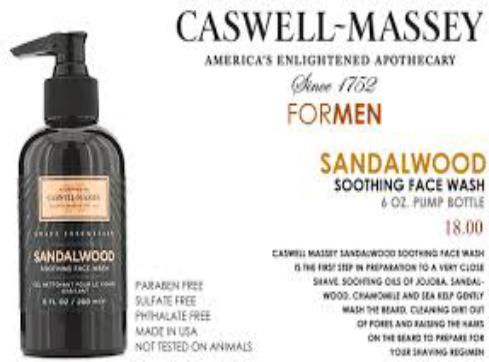 CASWELL-MASSEY
AMERICA'S ENLIGHTENED APOTHECARY
Since 1752
FORMEN
SANDALWOOD
SOOTHING FACE WASH
6 OZ. PUMP BOTTLE
18.00
CASWELL MASSEY SANDALWOOD SOOTHING FACE WASH
IS THE FIRST STEP IN PREPARATION TO A VERY CLOSE
SHAVE. SOOHTING OILS OF JOJOBA, SANDAL-
WOOD, CHAMOMILE AND SEA KELP GENTLY
WASH THE BEARD, CLEANING DIRT OUT
OF PORES AND RAISING THE HAIRS
ON THE BEARD TO PREPARE FOR
YOUR SHAVING REGIMEN
CASWELL-MASSEY
SANDALWOOD
SOOTHING FACE WASH
PARABEN FREE
SULFATE FREE
PHTHALATE FREE
MADE IN USA
NOT TESTED ON ANIMALS